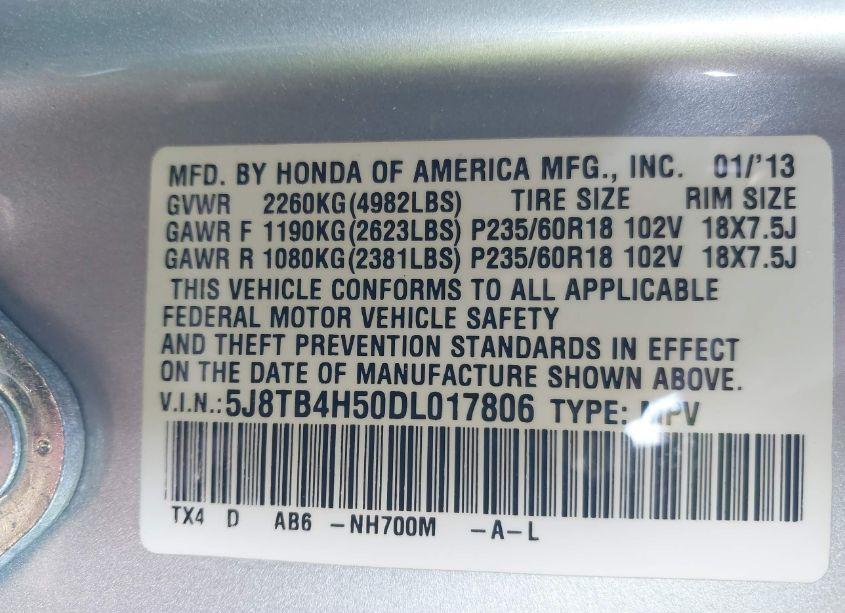 MFD. BY HONDA OF AMERICA MFG., INC. 01/'13
GVWR 2260KG(4982LBS) TIRE SIZE RIM SIZE
GAWR F 1190KG(2623LBS) P235/60R18 102V 18X7.5J
GAWR R 1080KG(2381LBS) P235/60R18 102V 18X7.5J
THIS VEHICLE CONFORMS TO ALL APPLICABLE
FEDERAL MOTOR VEHICLE SAFETY
AND THEFT PREVENTION STANDARDS IN EFFECT
ON THE DATE OF MANUFACTURE SHOWN ABOVE.
V.I.N.: 5J8TB4H50DL017806 TYPE: MPV
TX4 D AB6 -NH700M -A-L